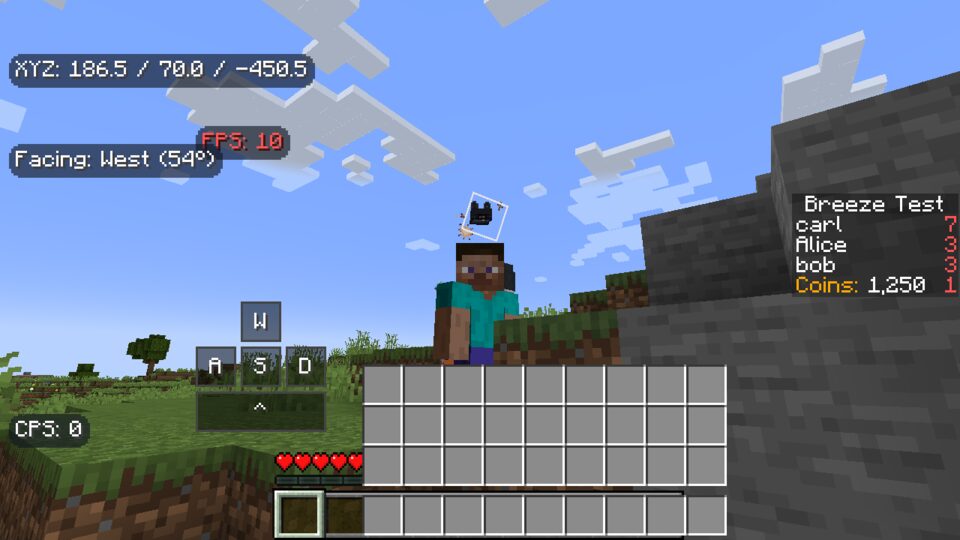 XYZ: 186.5 / 70.0 / -450.5
FPS: 10
Facing: West (54º)
Breeze Test
carl 7
Alice 3
bob 3
Coins: 1,250 1
W
A S D
^
CPS: 0